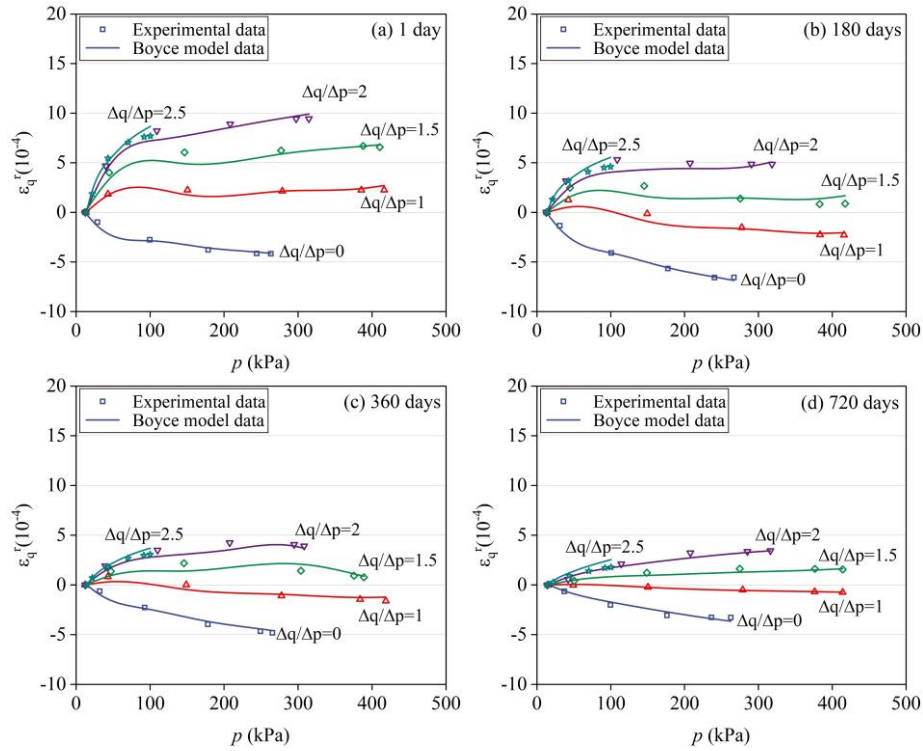 Experimental data
Boyce model data
(a) 1 day
Δq/Δp=2.5
Δq/Δp=2
Δq/Δp=1.5
Δq/Δp=1
Δq/Δp=0
20
15
10
5
0
-5
-10
εqʳ(10⁻⁴)
0 100 200 300 400 500
p (kPa)
Experimental data
Boyce model data
(b) 180 days
Δq/Δp=2.5
Δq/Δp=2
Δq/Δp=1.5
Δq/Δp=1
Δq/Δp=0
20
15
10
5
0
-5
-10
εqʳ(10⁻⁴)
0 100 200 300 400 500
p (kPa)
Experimental data
Boyce model data
(c) 360 days
Δq/Δp=2.5
Δq/Δp=2
Δq/Δp=1.5
Δq/Δp=1
Δq/Δp=0
20
15
10
5
0
-5
-10
εqʳ(10⁻⁴)
0 100 200 300 400 500
p (kPa)
Experimental data
Boyce model data
(d) 720 days
Δq/Δp=2.5
Δq/Δp=2
Δq/Δp=1.5
Δq/Δp=1
Δq/Δp=0
20
15
10
5
0
-5
-10
εqʳ(10⁻⁴)
0 100 200 300 400 500
p (kPa)